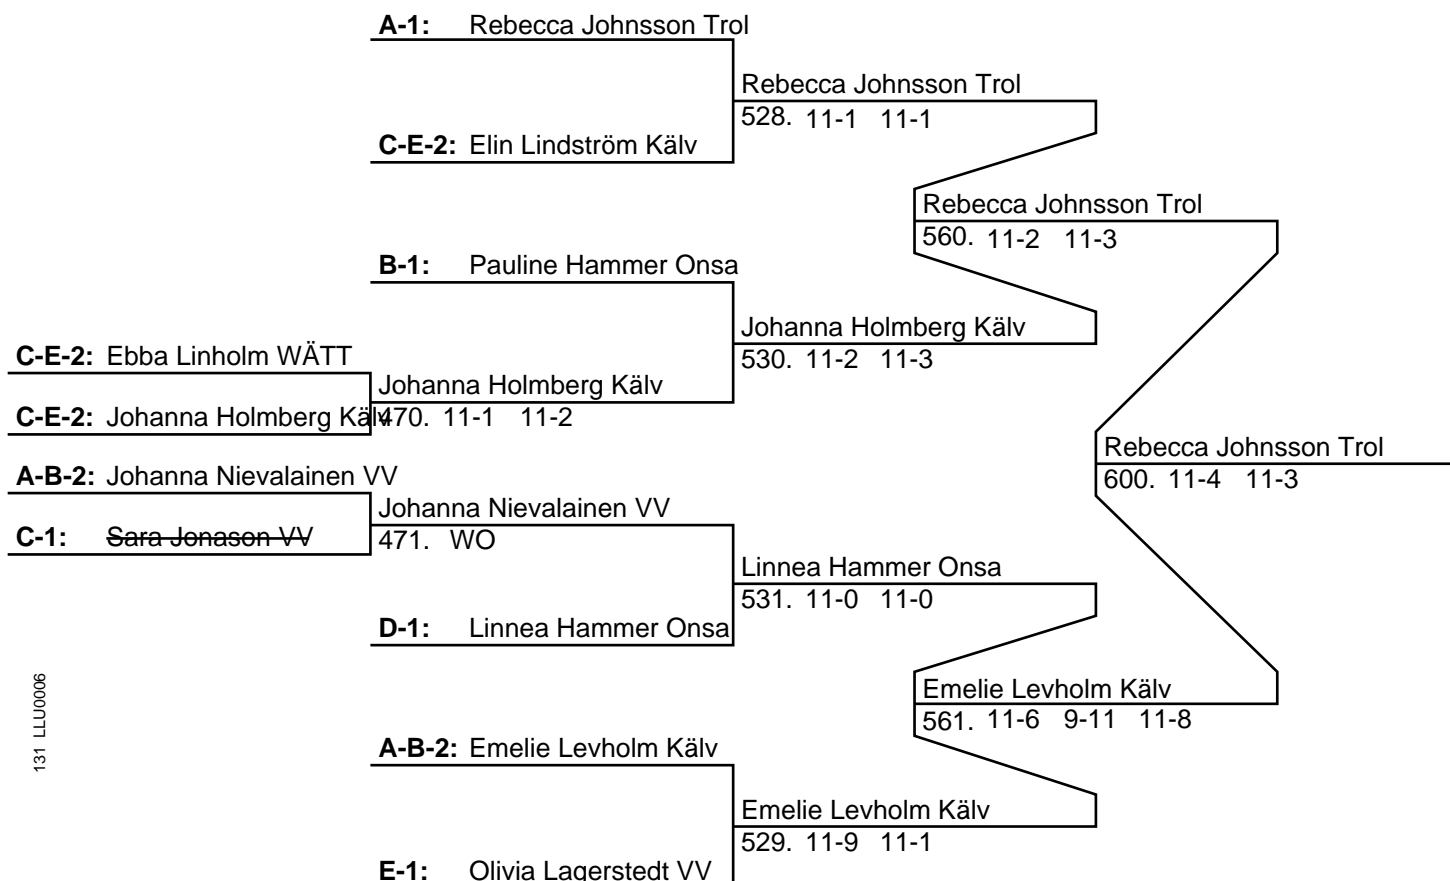 A-1: Rebecca Johnsson Trol
Rebecca Johnsson Trol
528. 11-1 11-1
C-E-2: Elin Lindström Kälv
Rebecca Johnsson Trol
560. 11-2 11-3
B-1: Pauline Hammer Onsa
Johanna Holmberg Kälv
530. 11-2 11-3
C-E-2: Ebba Linholm WÄTT
Johanna Holmberg Kälv
470. 11-1 11-2
C-E-2: Johanna Holmberg Kälv
Rebecca Johnsson Trol
600. 11-4 11-3
A-B-2: Johanna Nievalainen VV
Johanna Nievalainen VV
471. WO
C-1: Sara Jonason VV
Linnea Hammer Onsa
531. 11-0 11-0
D-1: Linnea Hammer Onsa
Emelie Levholm Kälv
561. 11-6 9-11 11-8
A-B-2: Emelie Levholm Kälv
Emelie Levholm Kälv
529. 11-9 11-1
E-1: Olivia Lagerstedt VV
131 LLU0006